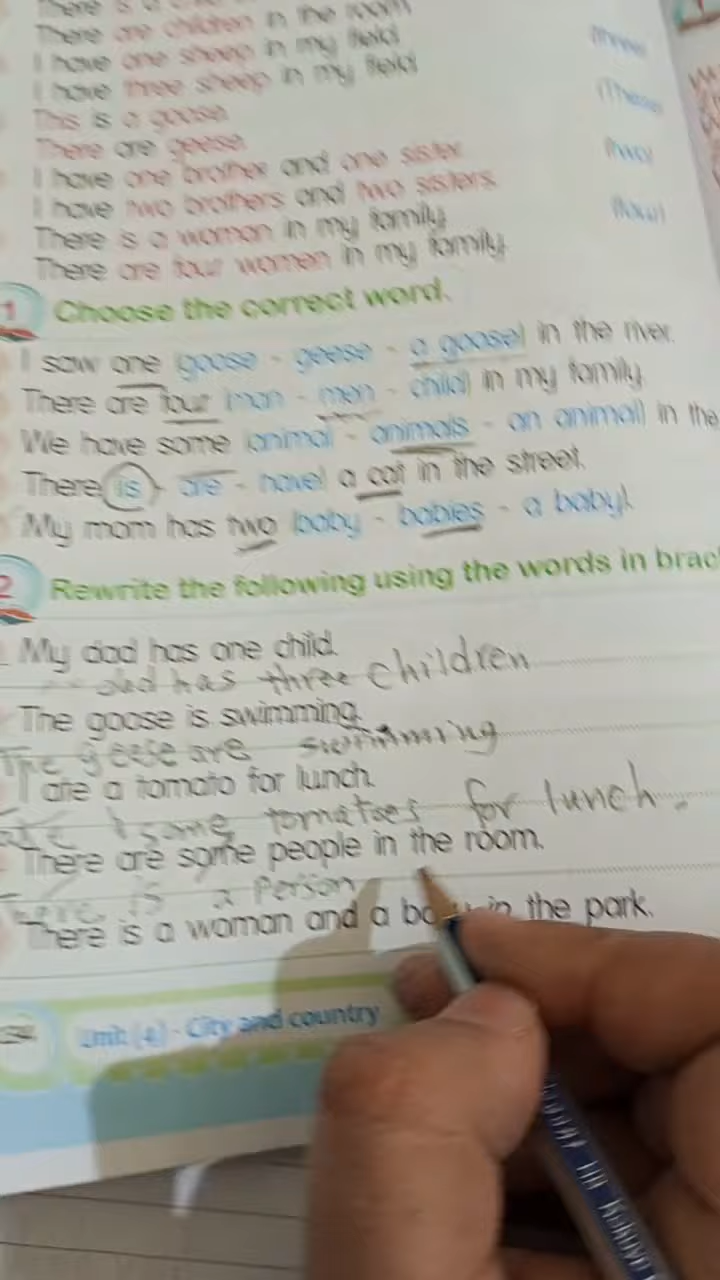 There is a child
There are children in the room
I have one sheep in my field
I have three sheep in my field (three)
This is a goose.
There are geese. (These)
I have one brother and one sister.
I have two brothers and two sisters. (two)
There is a woman in my family.
There are four women in my family. (four)
1 Choose the correct word.
I saw one (goose - geese - a goose) in the river.
There are four (man - men - child) in my family.
We have some (animal - animals - an animal) in the
There (is - are - have) a cat in the street.
My mom has two (baby - babies - a baby).
2 Rewrite the following using the words in brac
My dad has one child.
dad has three children
The goose is swimming.
The geese are swimming
I ate a tomato for lunch.
ate some tomatoes for lunch.
There are some people in the room.
There is a person
There is a woman and a boy in the park.
Unit (4) - City and country